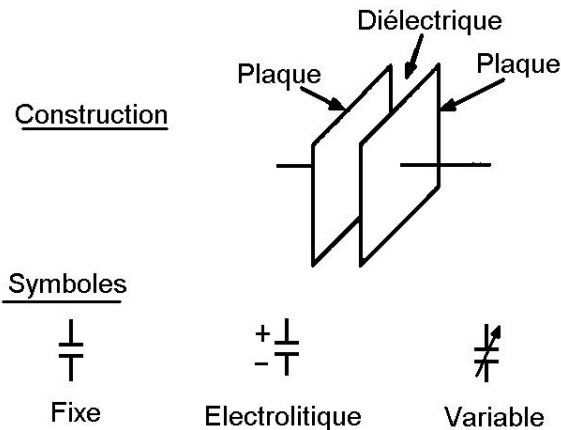 Diélectrique
Plaque
Plaque
Construction
Symboles
+
–
Fixe
Electrolitique
Variable